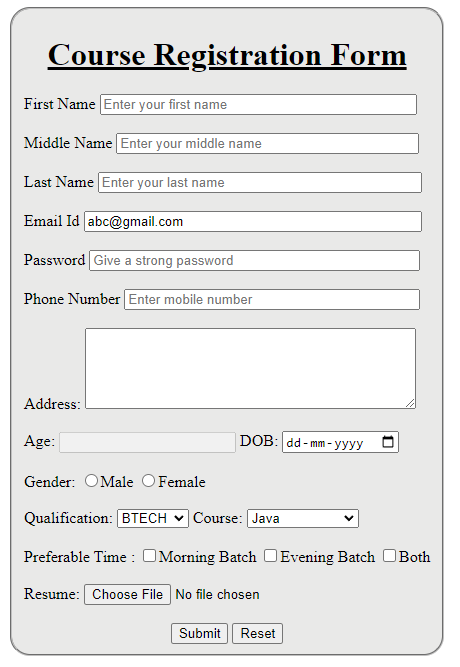 Course Registration Form
First Name Enter your first name
Middle Name Enter your middle name
Last Name Enter your last name
Email Id abc@gmail.com
Password Give a strong password
Phone Number Enter mobile number
Address:
Age: DOB: dd-mm-yyyy
Gender: Male Female
Qualification: BTECH Course: Java
Preferable Time : Morning Batch Evening Batch Both
Resume: Choose File No file chosen
Submit Reset